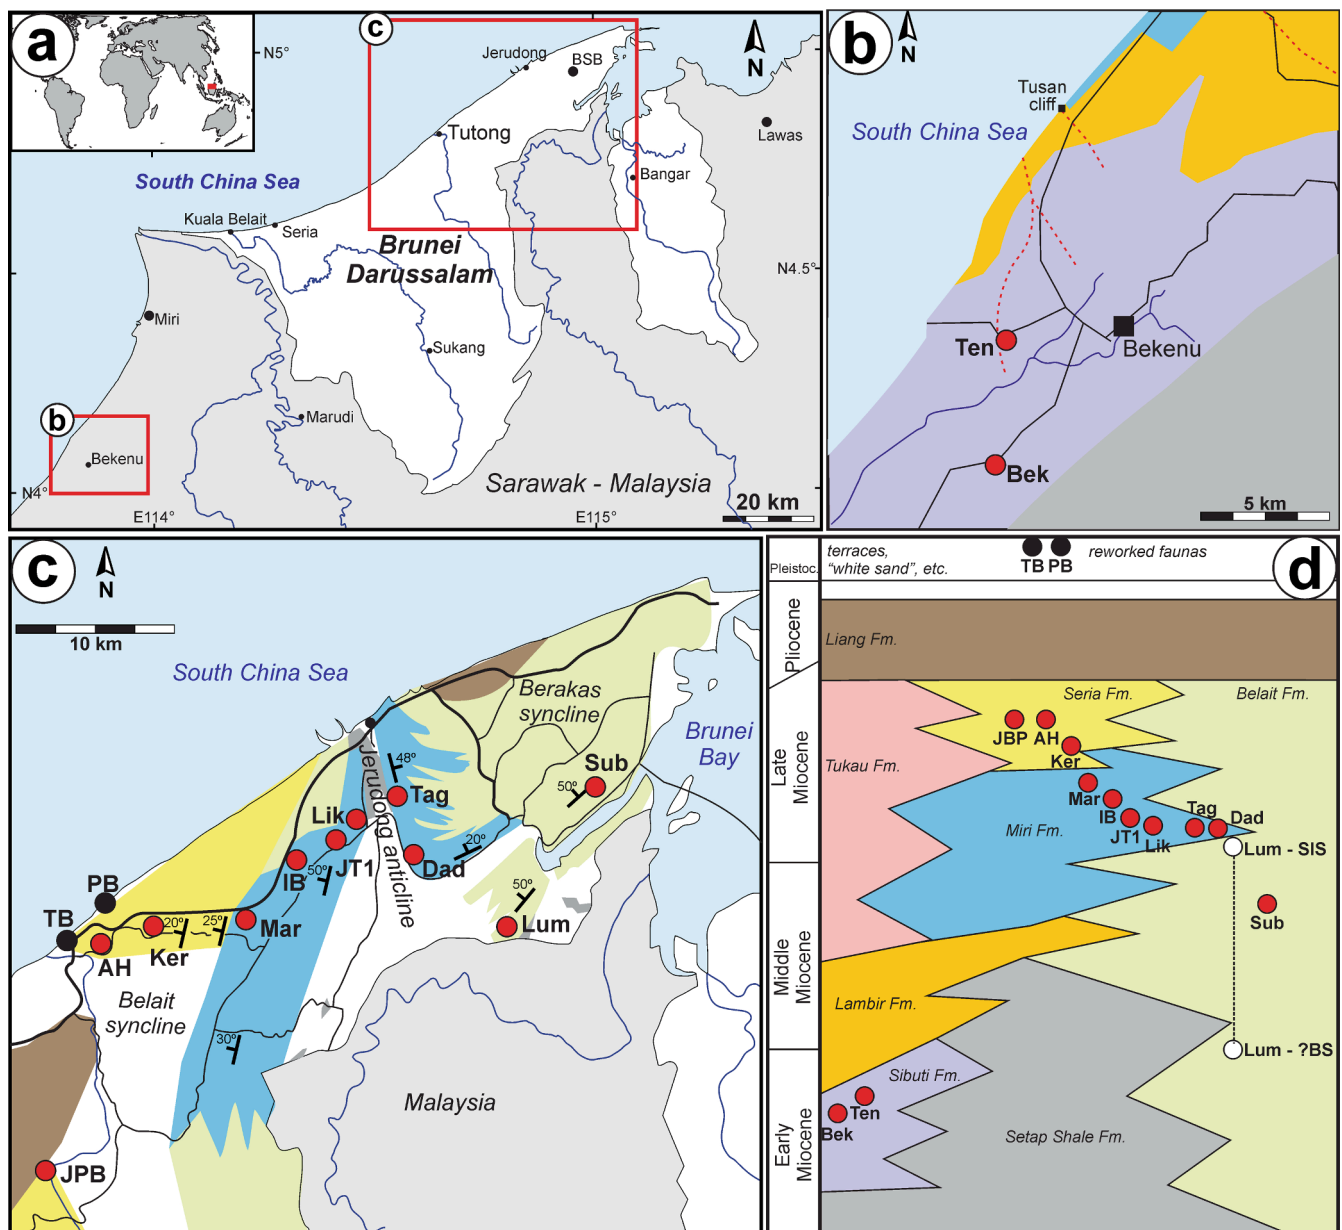 a
N5°
c
Jerudong
BSB
N
Tutong
Lawas
South China Sea
Bangar
Kuala Belait
Seria
Brunei
Darussalam
N4.5°
Miri
Sukang
b
Marudi
Bekenu
N4°
Sarawak - Malaysia
20 km
E114°
E115°
b
N
Tusan
cliff
South China Sea
Ten
Bekenu
Bek
5 km
c
N
10 km
South China Sea
Berakas
syncline
Brunei
Bay
Jerudong anticline
48°
Sub
50°
Tag
Lik
20°
JT1
Dad
IB
50°
50°
PB
TB
20°
25°
Mar
Lum
AH
Ker
Belait
syncline
30°
Malaysia
JPB
d
Pleistoc.
terraces,
"white sand", etc.
TB PB
reworked faunas
Pliocene
Liang Fm.
Late
Miocene
Seria Fm.
Belait Fm.
JBP AH
Ker
Tukau Fm.
Mar
IB
JT1
Lik
Tag
Dad
Miri Fm.
Lum - SIS
Sub
Middle
Miocene
Lambir Fm.
Lum - ?BS
Early
Miocene
Sibuti Fm.
Ten
Bek
Setap Shale Fm.